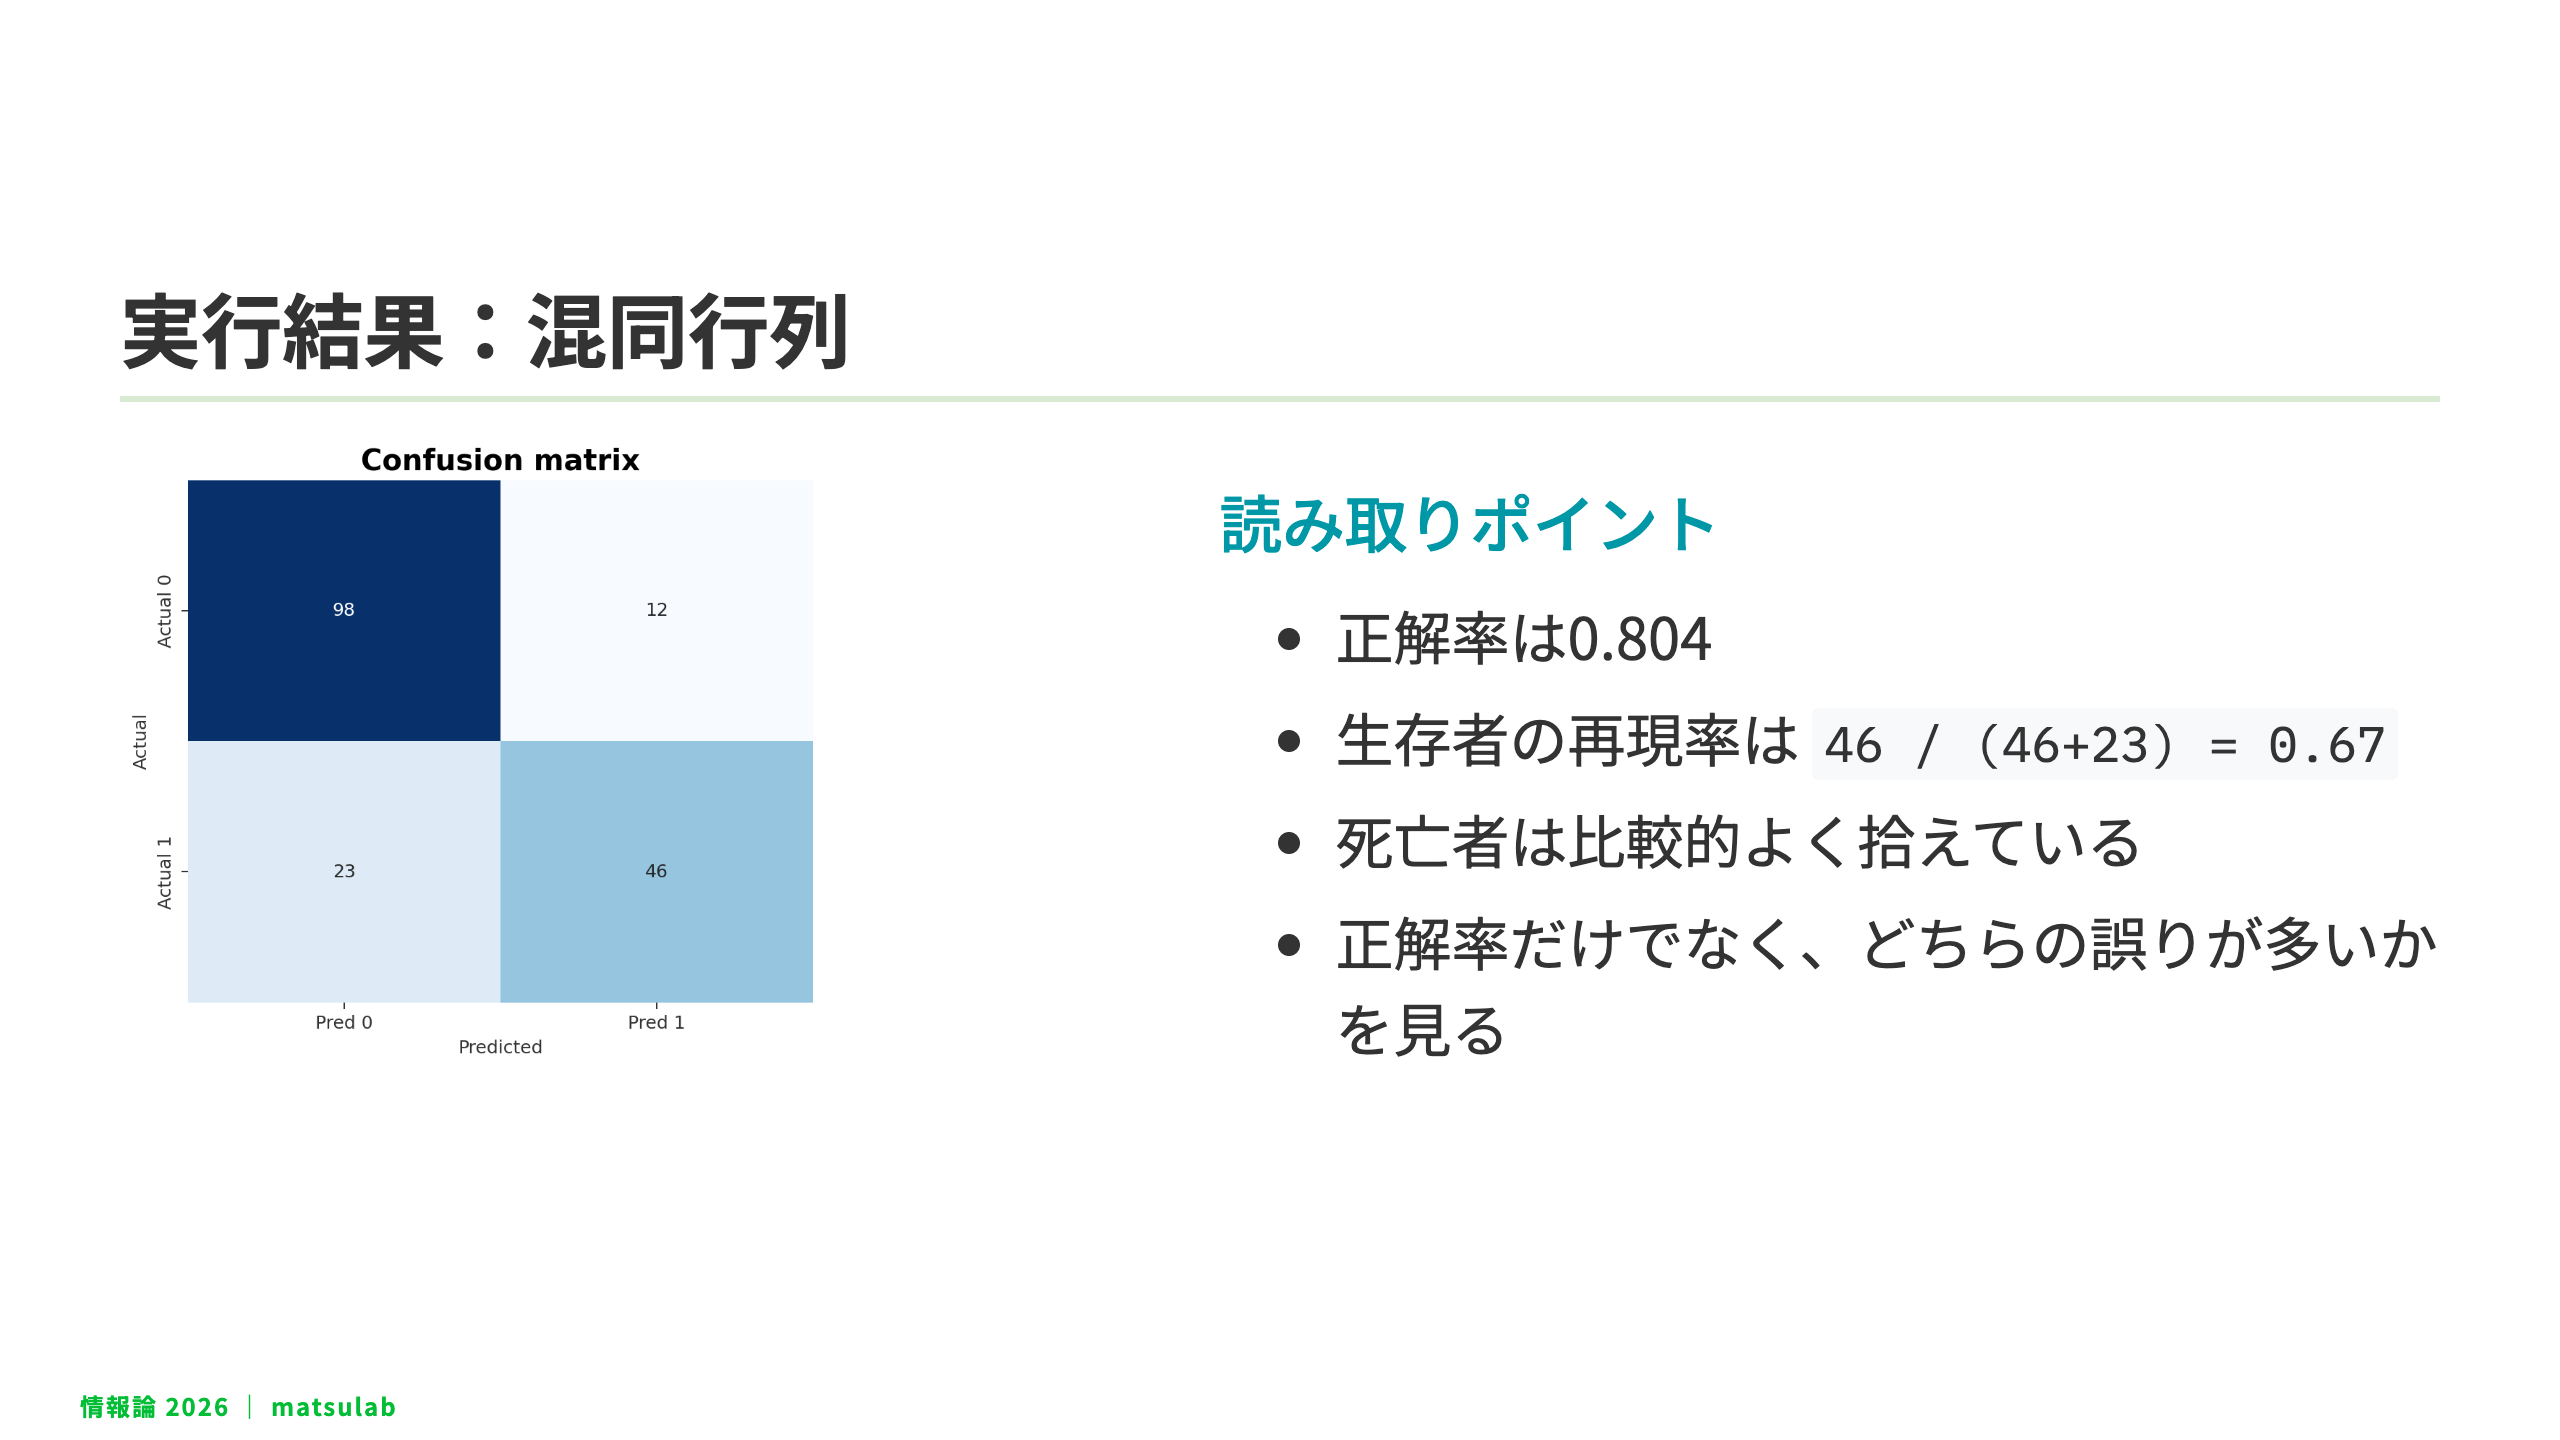 実行結果：混同行列
Confusion matrix
Actual
Actual 0
98
12
Actual 1
23
46
Pred 0
Pred 1
Predicted
読み取りポイント
• 正解率は0.804
• 生存者の再現率は 46 / (46+23) = 0.67
• 死亡者は比較的よく拾えている
• 正解率だけでなく、どちらの誤りが多いか
を見る
情報論 2026 | matsulab